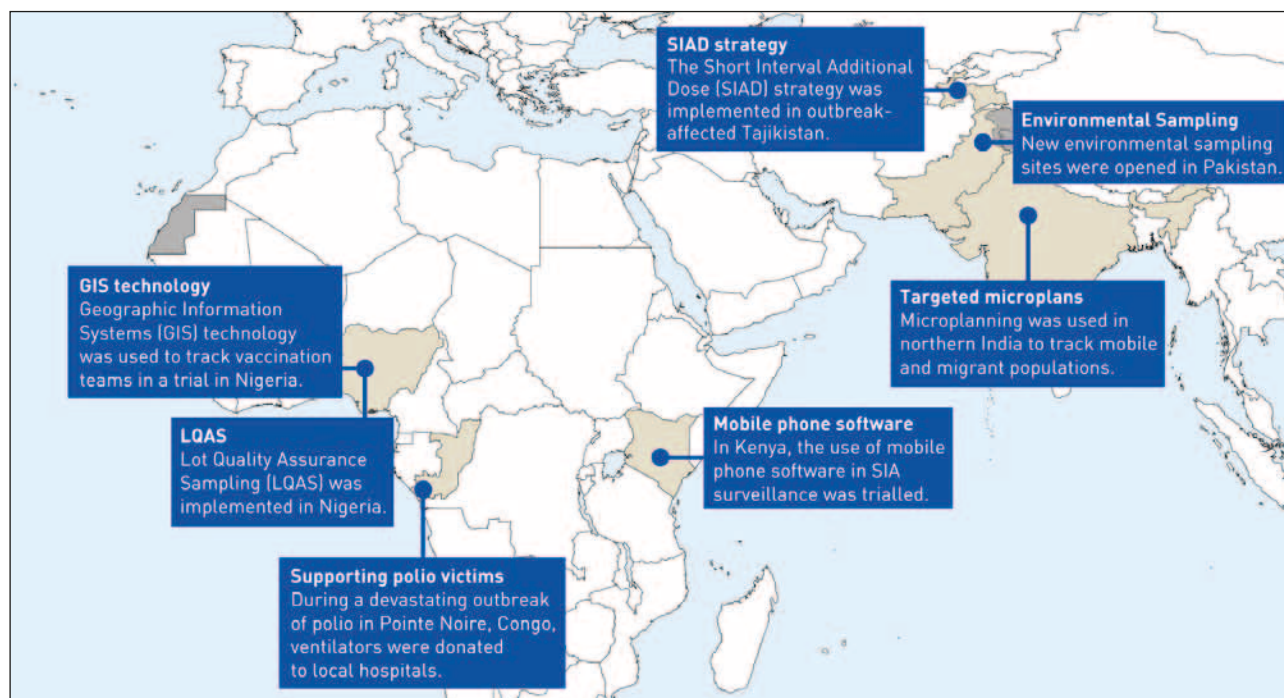 SIAD strategy
The Short Interval Additional
Dose (SIAD) strategy was
implemented in outbreak-
affected Tajikistan.
Environmental Sampling
New environmental sampling
sites were opened in Pakistan.
GIS technology
Geographic Information
Systems (GIS) technology
was used to track vaccination
teams in a trial in Nigeria.
Targeted microplans
Microplanning was used in
northern India to track mobile
and migrant populations.
LQAS
Lot Quality Assurance
Sampling (LQAS) was
implemented in Nigeria.
Mobile phone software
In Kenya, the use of mobile
phone software in SIA
surveillance was trialled.
Supporting polio victims
During a devastating outbreak
of polio in Pointe Noire, Congo,
ventilators were donated
to local hospitals.